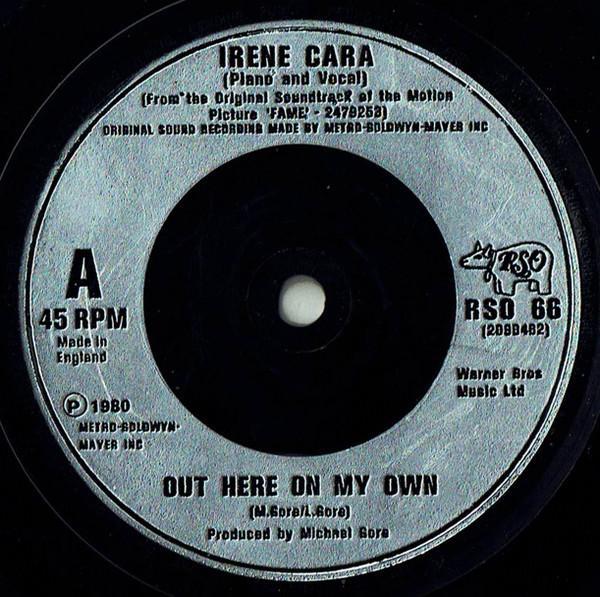 IRENE CARA
(Piano and Vocal)
(From the Original Soundtrack of the Motion
Picture 'FAME' - 2479253)
ORIGINAL SOUND RECORDING MADE BY METRO-GOLDWYN-MAYER INC
A
45 RPM
Made in
England
RSO
RSO 66
(2090482)
Warner Bros
Music Ltd
Ⓟ 1980
METRO-GOLDWYN-
MAYER INC
OUT HERE ON MY OWN
(M.Gore/L.Gore)
Produced by Michael Gore